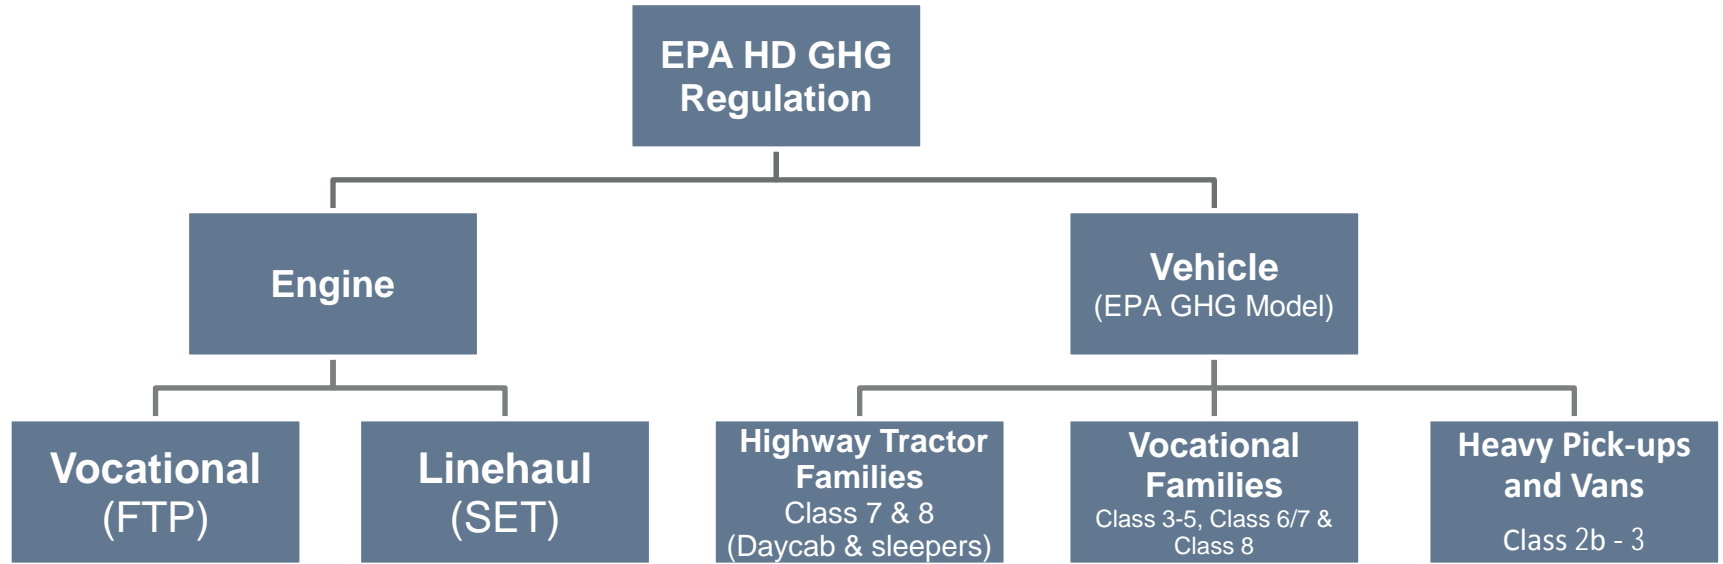 EPA HD GHG
Regulation
Engine
Vehicle
(EPA GHG Model)
Vocational
(FTP)
Linehaul
(SET)
Highway Tractor
Families
Class 7 & 8
(Daycab & sleepers)
Vocational
Families
Class 3-5, Class 6/7 &
Class 8
Heavy Pick-ups
and Vans
Class 2b - 3